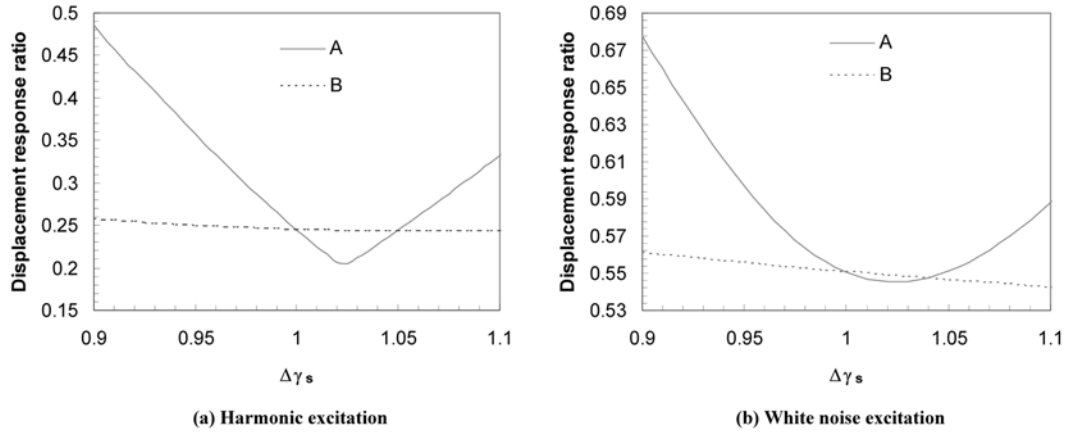 0.5
0.45
0.4
0.35
0.3
0.25
0.2
0.15
Displacement response ratio
A
B
0.9
0.95
1
1.05
1.1
Δγs
(a) Harmonic excitation
0.69
0.67
0.65
0.63
0.61
0.59
0.57
0.55
0.53
Displacement response ratio
A
B
0.9
0.95
1
1.05
1.1
Δγs
(b) White noise excitation